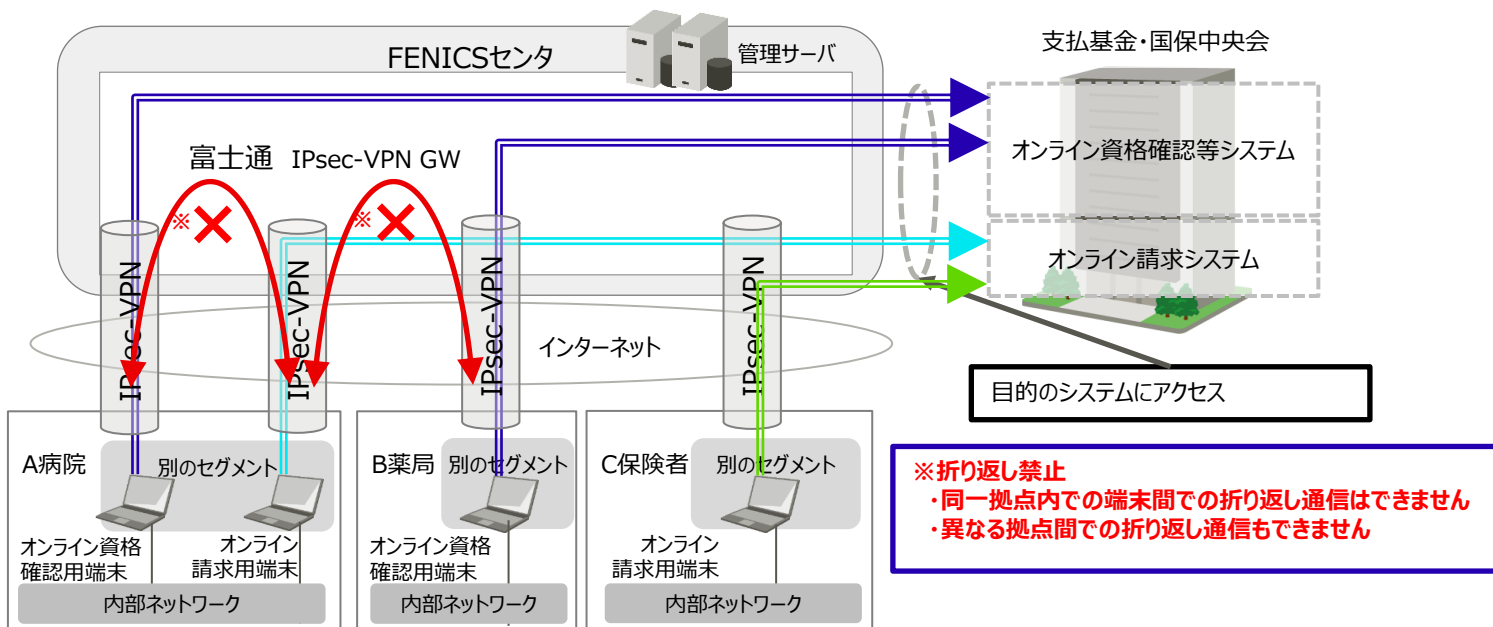 支払基金・国保中央会
FENICSセンタ
管理サーバ
オンライン資格確認等システム
富士通 IPsec-VPN GW
※
※
オンライン請求システム
IPsec-VPN
IPsec-VPN
IPsec-VPN
IPsec-VPN
インターネット
目的のシステムにアクセス
A病院
別のセグメント
B薬局
別のセグメント
C保険者
別のセグメント
※折り返し禁止
・同一拠点内での端末間での折り返し通信はできません
・異なる拠点間での折り返し通信もできません
オンライン資格
確認用端末
オンライン
請求用端末
オンライン資格
確認用端末
オンライン
請求用端末
内部ネットワーク
内部ネットワーク
内部ネットワーク